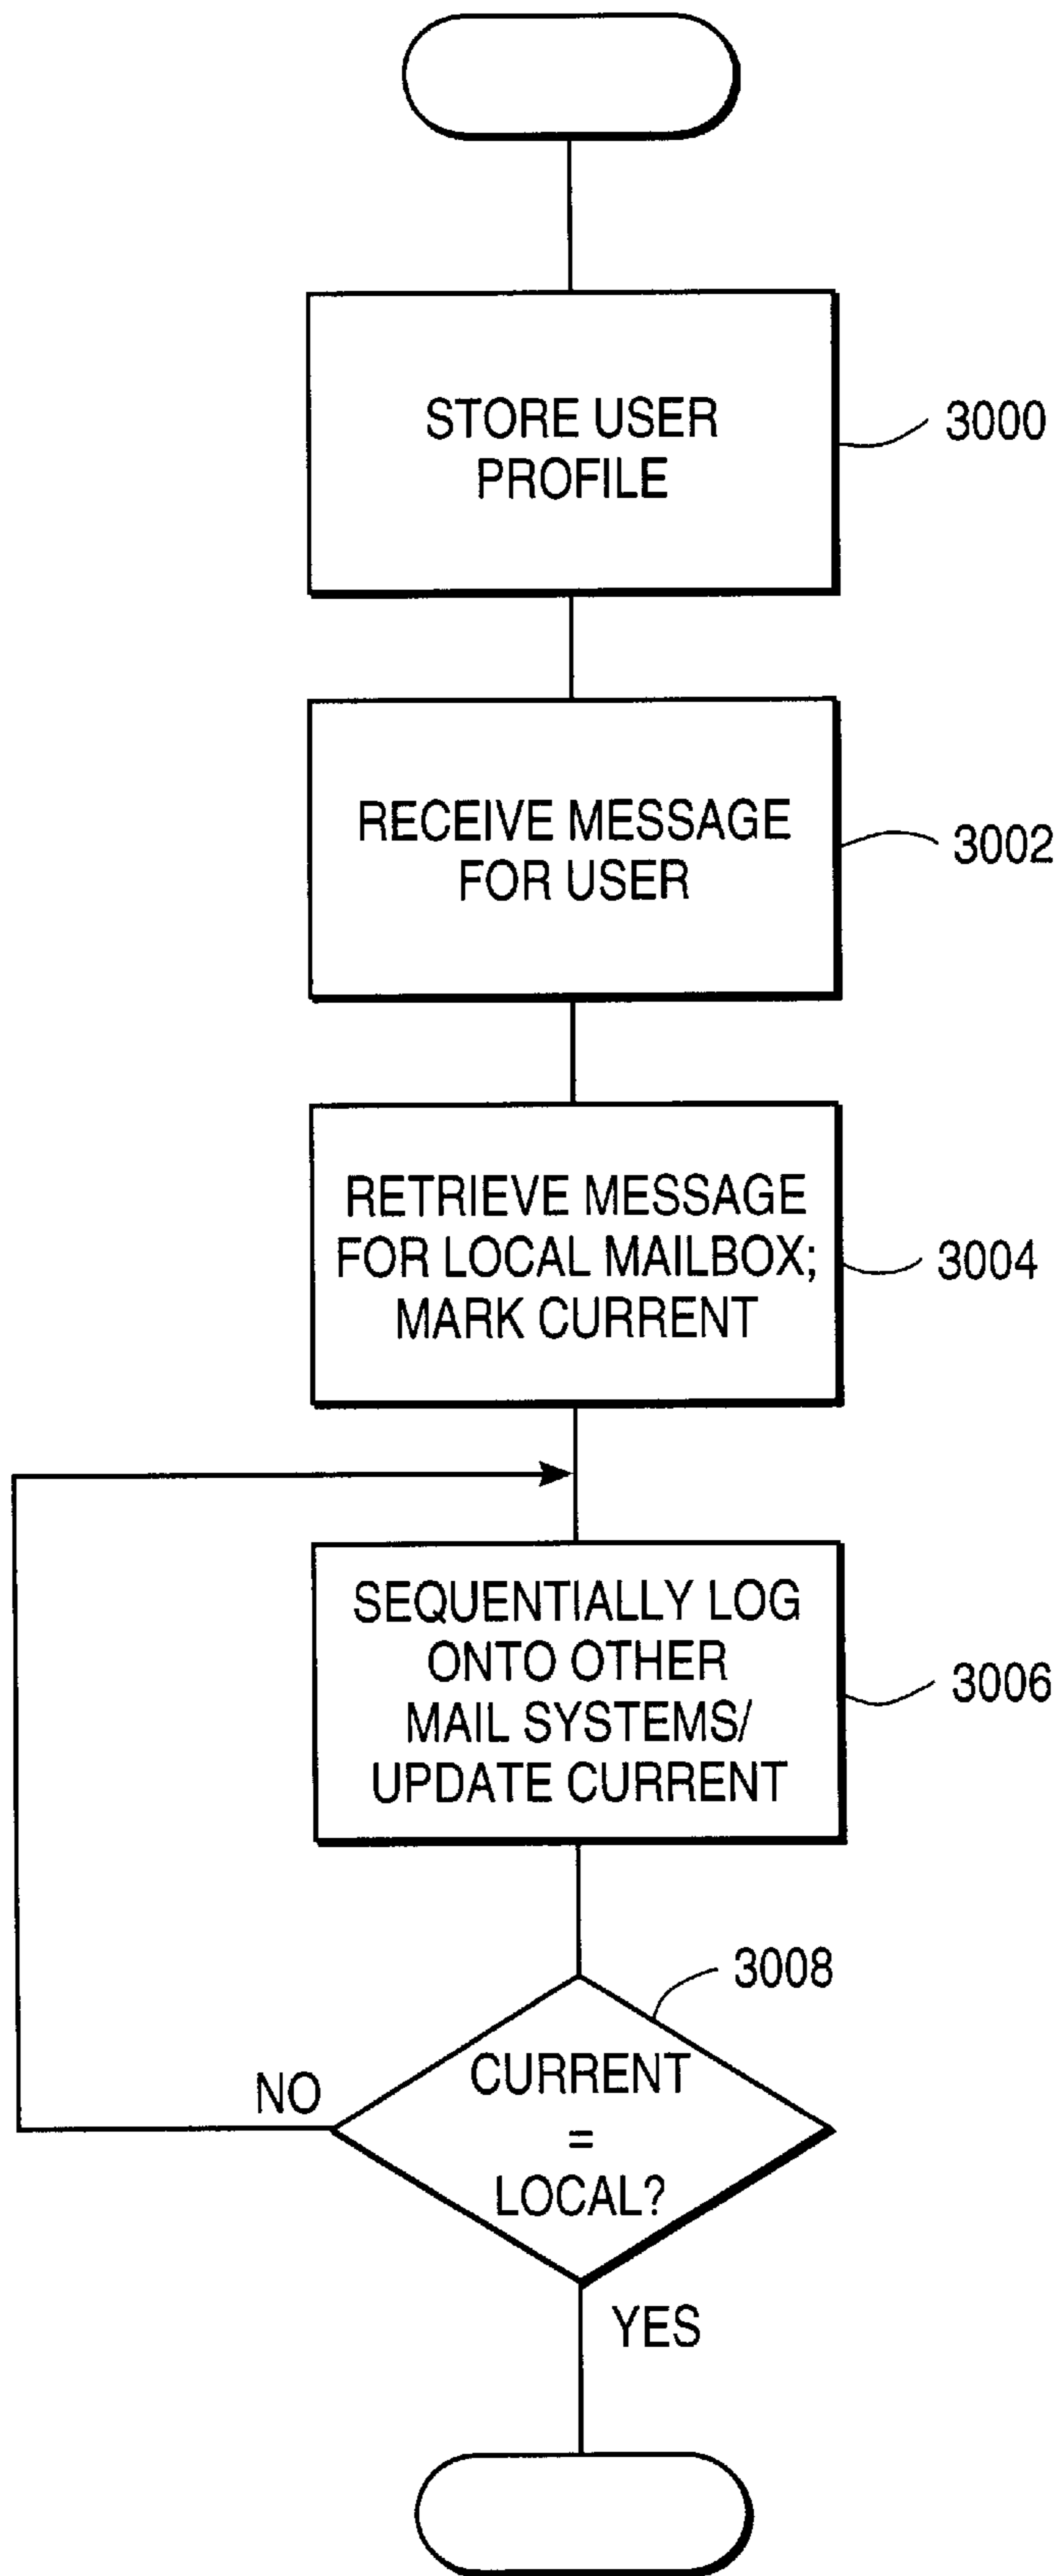 STORE USER
PROFILE
3000
RECEIVE MESSAGE
FOR USER
3002
RETRIEVE MESSAGE
FOR LOCAL MAILBOX;
MARK CURRENT
3004
SEQUENTIALLY LOG
ONTO OTHER
MAIL SYSTEMS/
UPDATE CURRENT
3006
3008
CURRENT
=
LOCAL?
NO
YES